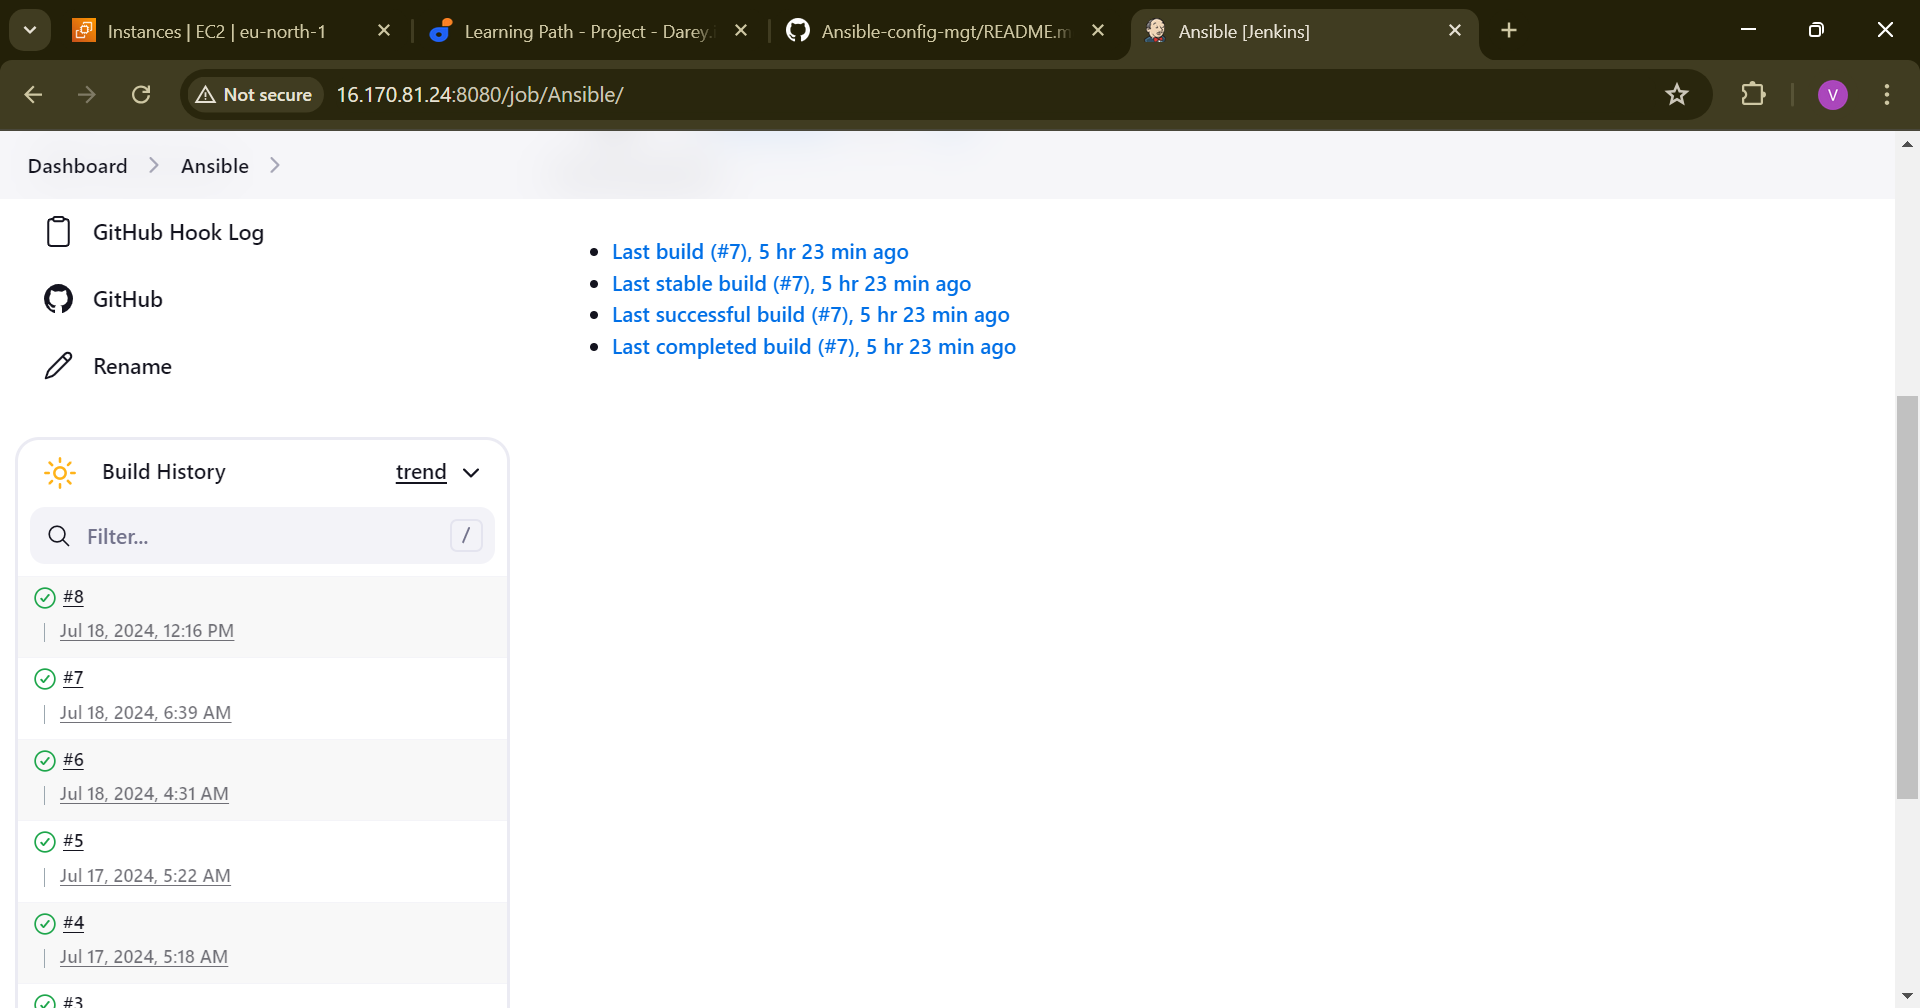 Instances | EC2 | eu-north-1
Learning Path - Project - Darey.i
Ansible-config-mgt/README.m
Ansible [Jenkins]
Not secure
16.170.81.24:8080/job/Ansible/
V
Dashboard
Ansible
GitHub Hook Log
GitHub
Rename
Last build (#7), 5 hr 23 min ago
Last stable build (#7), 5 hr 23 min ago
Last successful build (#7), 5 hr 23 min ago
Last completed build (#7), 5 hr 23 min ago
Build History
trend
Filter...
/
#8
Jul 18, 2024, 12:16 PM
#7
Jul 18, 2024, 6:39 AM
#6
Jul 18, 2024, 4:31 AM
#5
Jul 17, 2024, 5:22 AM
#4
Jul 17, 2024, 5:18 AM
#3